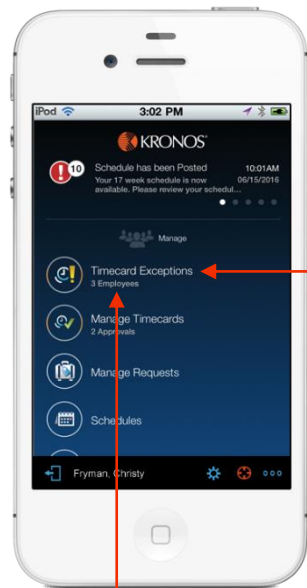 iPod
3:02 PM
KRONOS
10
Schedule has been Posted 10:01AM
Your 17 week schedule is now 06/15/2016
available. Please review your schedul...
Manage
Timecard Exceptions
3 Employees
Manage Timecards
2 Approvals
Manage Requests
Schedules
Fryman, Christy